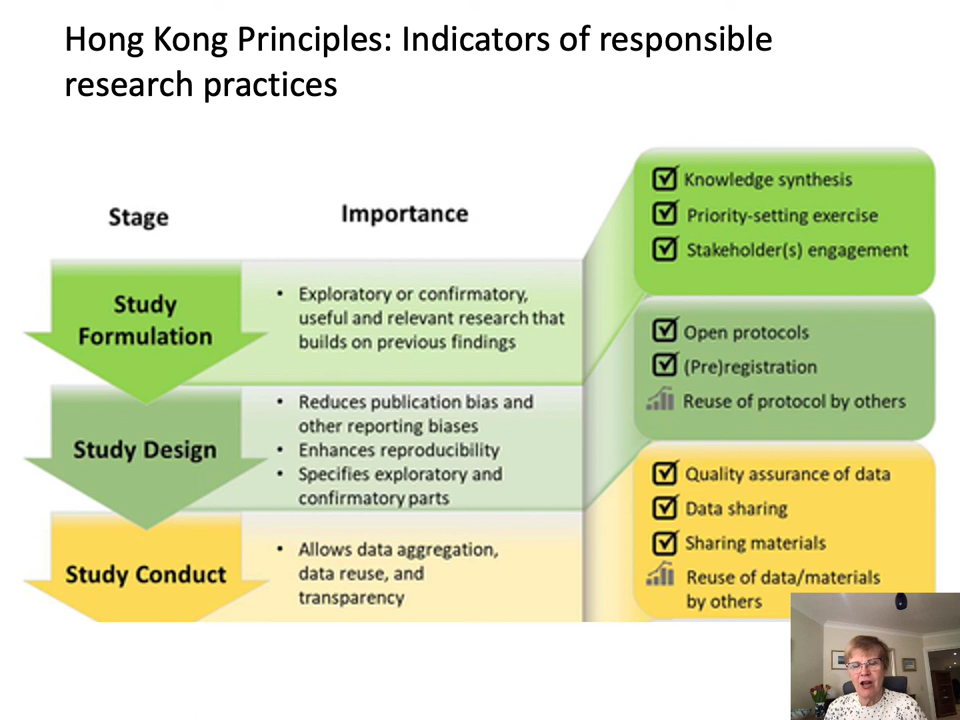 Hong Kong Principles: Indicators of responsible
research practices
Stage
Importance
Study
Formulation
• Exploratory or confirmatory,
useful and relevant research that
builds on previous findings
Knowledge synthesis
Priority-setting exercise
Stakeholder(s) engagement
Study Design
• Reduces publication bias and
other reporting biases
• Enhances reproducibility
• Specifies exploratory and
confirmatory parts
Open protocols
(Pre)registration
Reuse of protocol by others
Study Conduct
• Allows data aggregation,
data reuse, and
transparency
Quality assurance of data
Data sharing
Sharing materials
Reuse of data/materials
by others